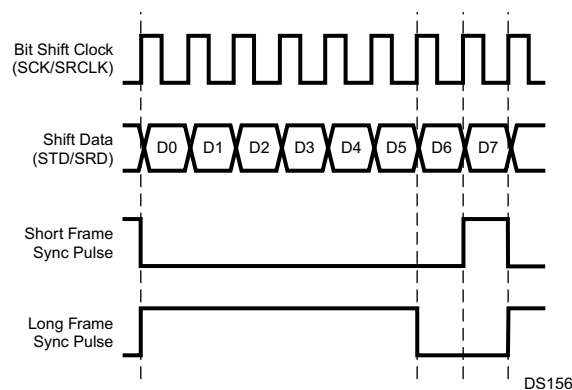 Bit Shift Clock
(SCK/SRCLK)
Shift Data
(STD/SRD)
D0 D1 D2 D3 D4 D5 D6 D7
Short Frame
Sync Pulse
Long Frame
Sync Pulse
DS156